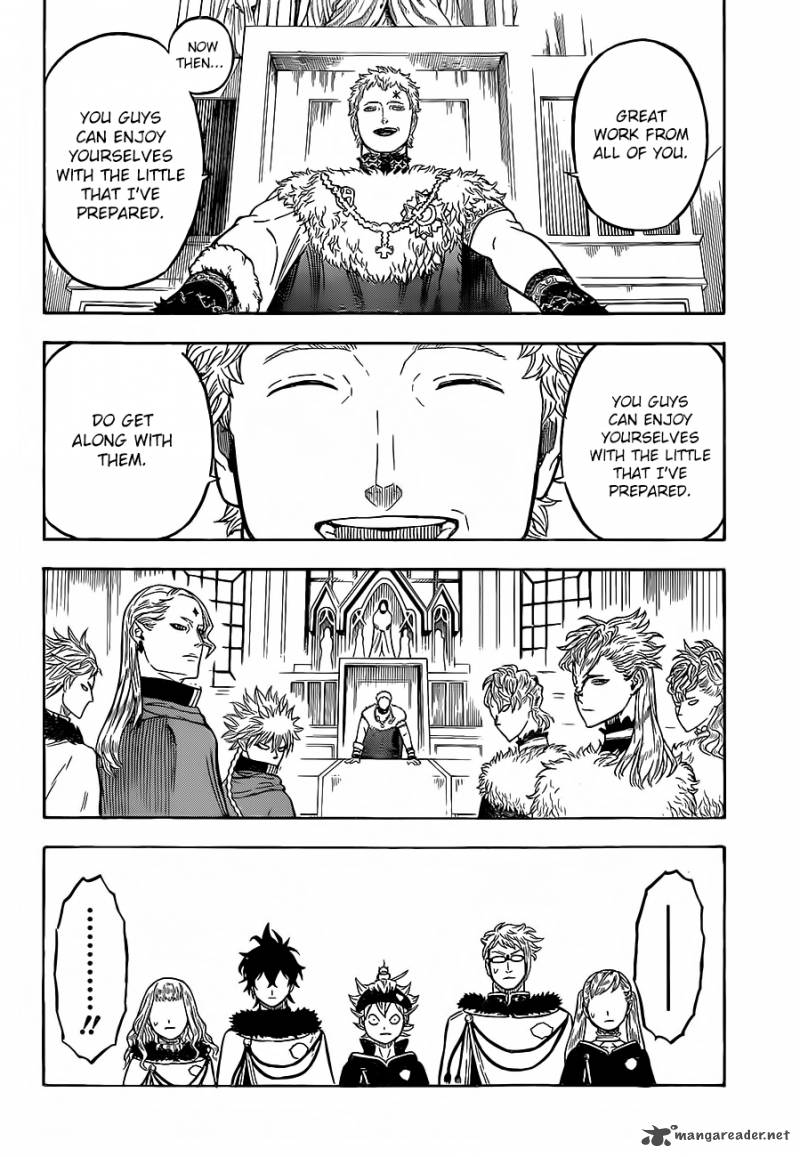 GREAT
WORK FROM
ALL OF YOU.
NOW
THEN...
YOU GUYS
CAN ENJOY
YOURSELVES
WITH THE LITTLE
THAT I'VE
PREPARED.
YOU GUYS
CAN ENJOY
YOURSELVES
WITH THE LITTLE
THAT I'VE
PREPARED.
DO GET
ALONG WITH
THEM.
—
.........!!
mangareader.net